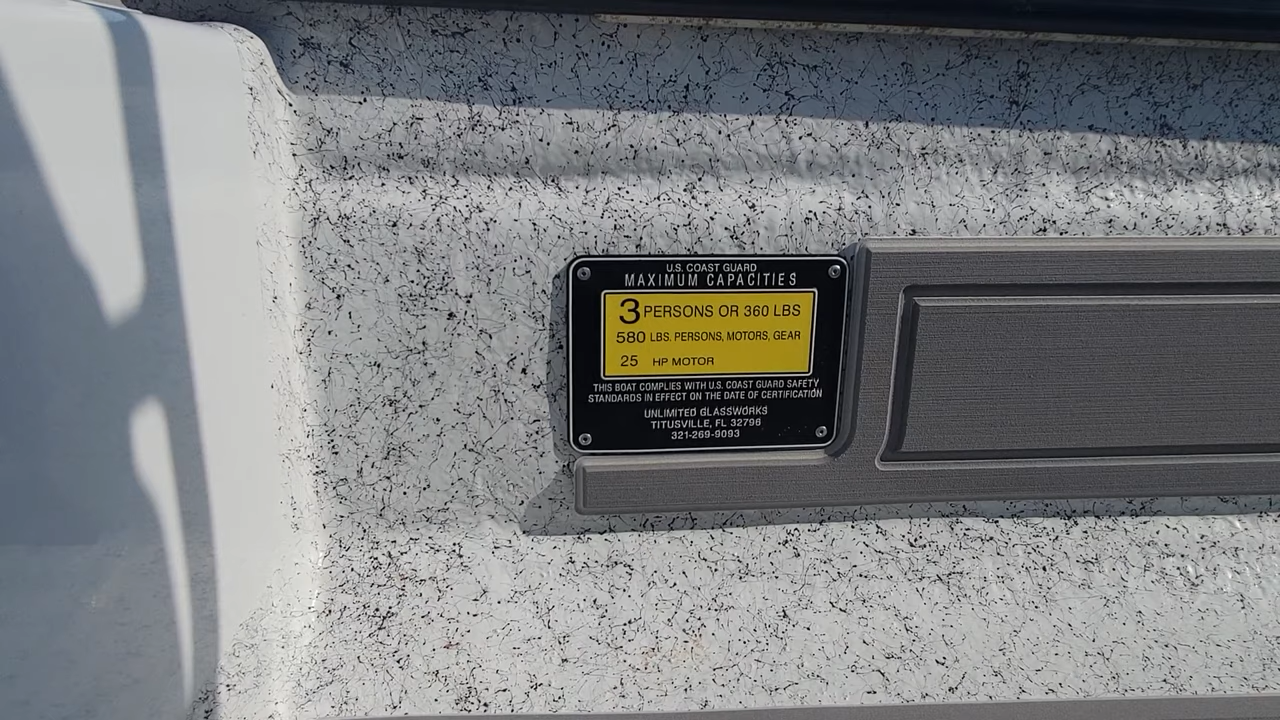 U.S. COAST GUARD
MAXIMUM CAPACITIES
3 PERSONS OR 360 LBS
580 LBS. PERSONS, MOTORS, GEAR
25 HP MOTOR
THIS BOAT COMPLIES WITH U.S. COAST GUARD SAFETY
STANDARDS IN EFFECT ON THE DATE OF CERTIFICATION
UNLIMITED GLASSWORKS
TITUSVILLE, FL 32796
321-269-9093